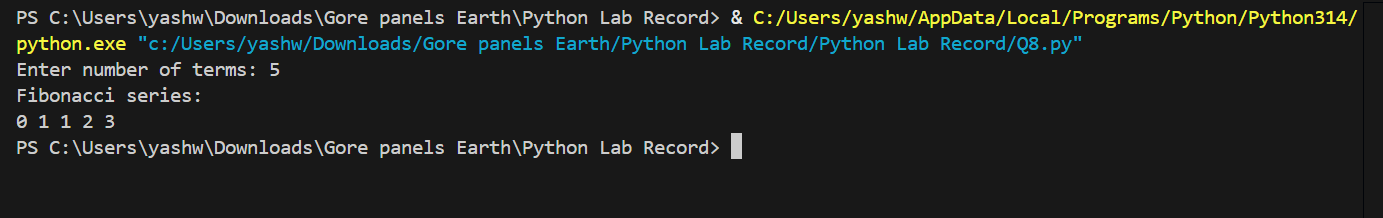 PS C:\Users\yashw\Downloads\Gore panels Earth\Python Lab Record> & C:/Users/yashw/AppData/Local/Programs/Python/Python314/
python.exe "c:/Users/yashw/Downloads/Gore panels Earth/Python Lab Record/Python Lab Record/Q8.py"
Enter number of terms: 5
Fibonacci series:
0 1 1 2 3
PS C:\Users\yashw\Downloads\Gore panels Earth\Python Lab Record>